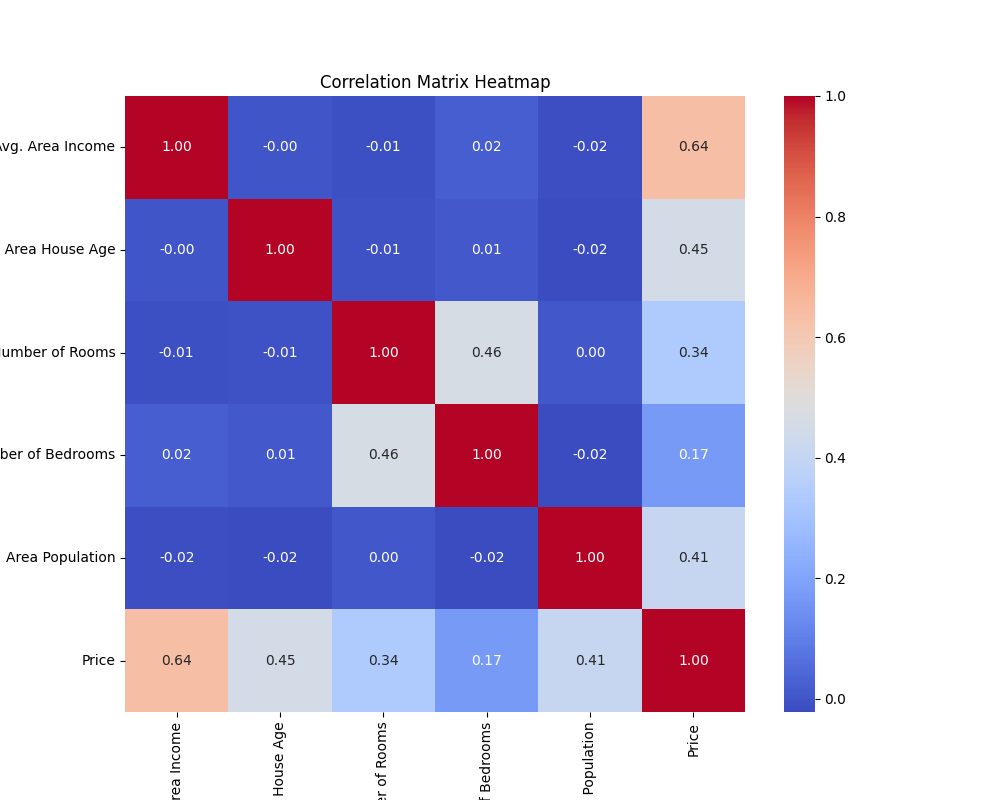 Correlation Matrix Heatmap
Avg. Area Income 1.00 -0.00 -0.01 0.02 -0.02 0.64
Area House Age -0.00 1.00 -0.01 0.01 -0.02 0.45
Number of Rooms -0.01 -0.01 1.00 0.46 0.00 0.34
ber of Bedrooms 0.02 0.01 0.46 1.00 -0.02 0.17
Area Population -0.02 -0.02 0.00 -0.02 1.00 0.41
Price 0.64 0.45 0.34 0.17 0.41 1.00
rea Income
House Age
er of Rooms
f Bedrooms
Population
Price
1.0
0.8
0.6
0.4
0.2
0.0